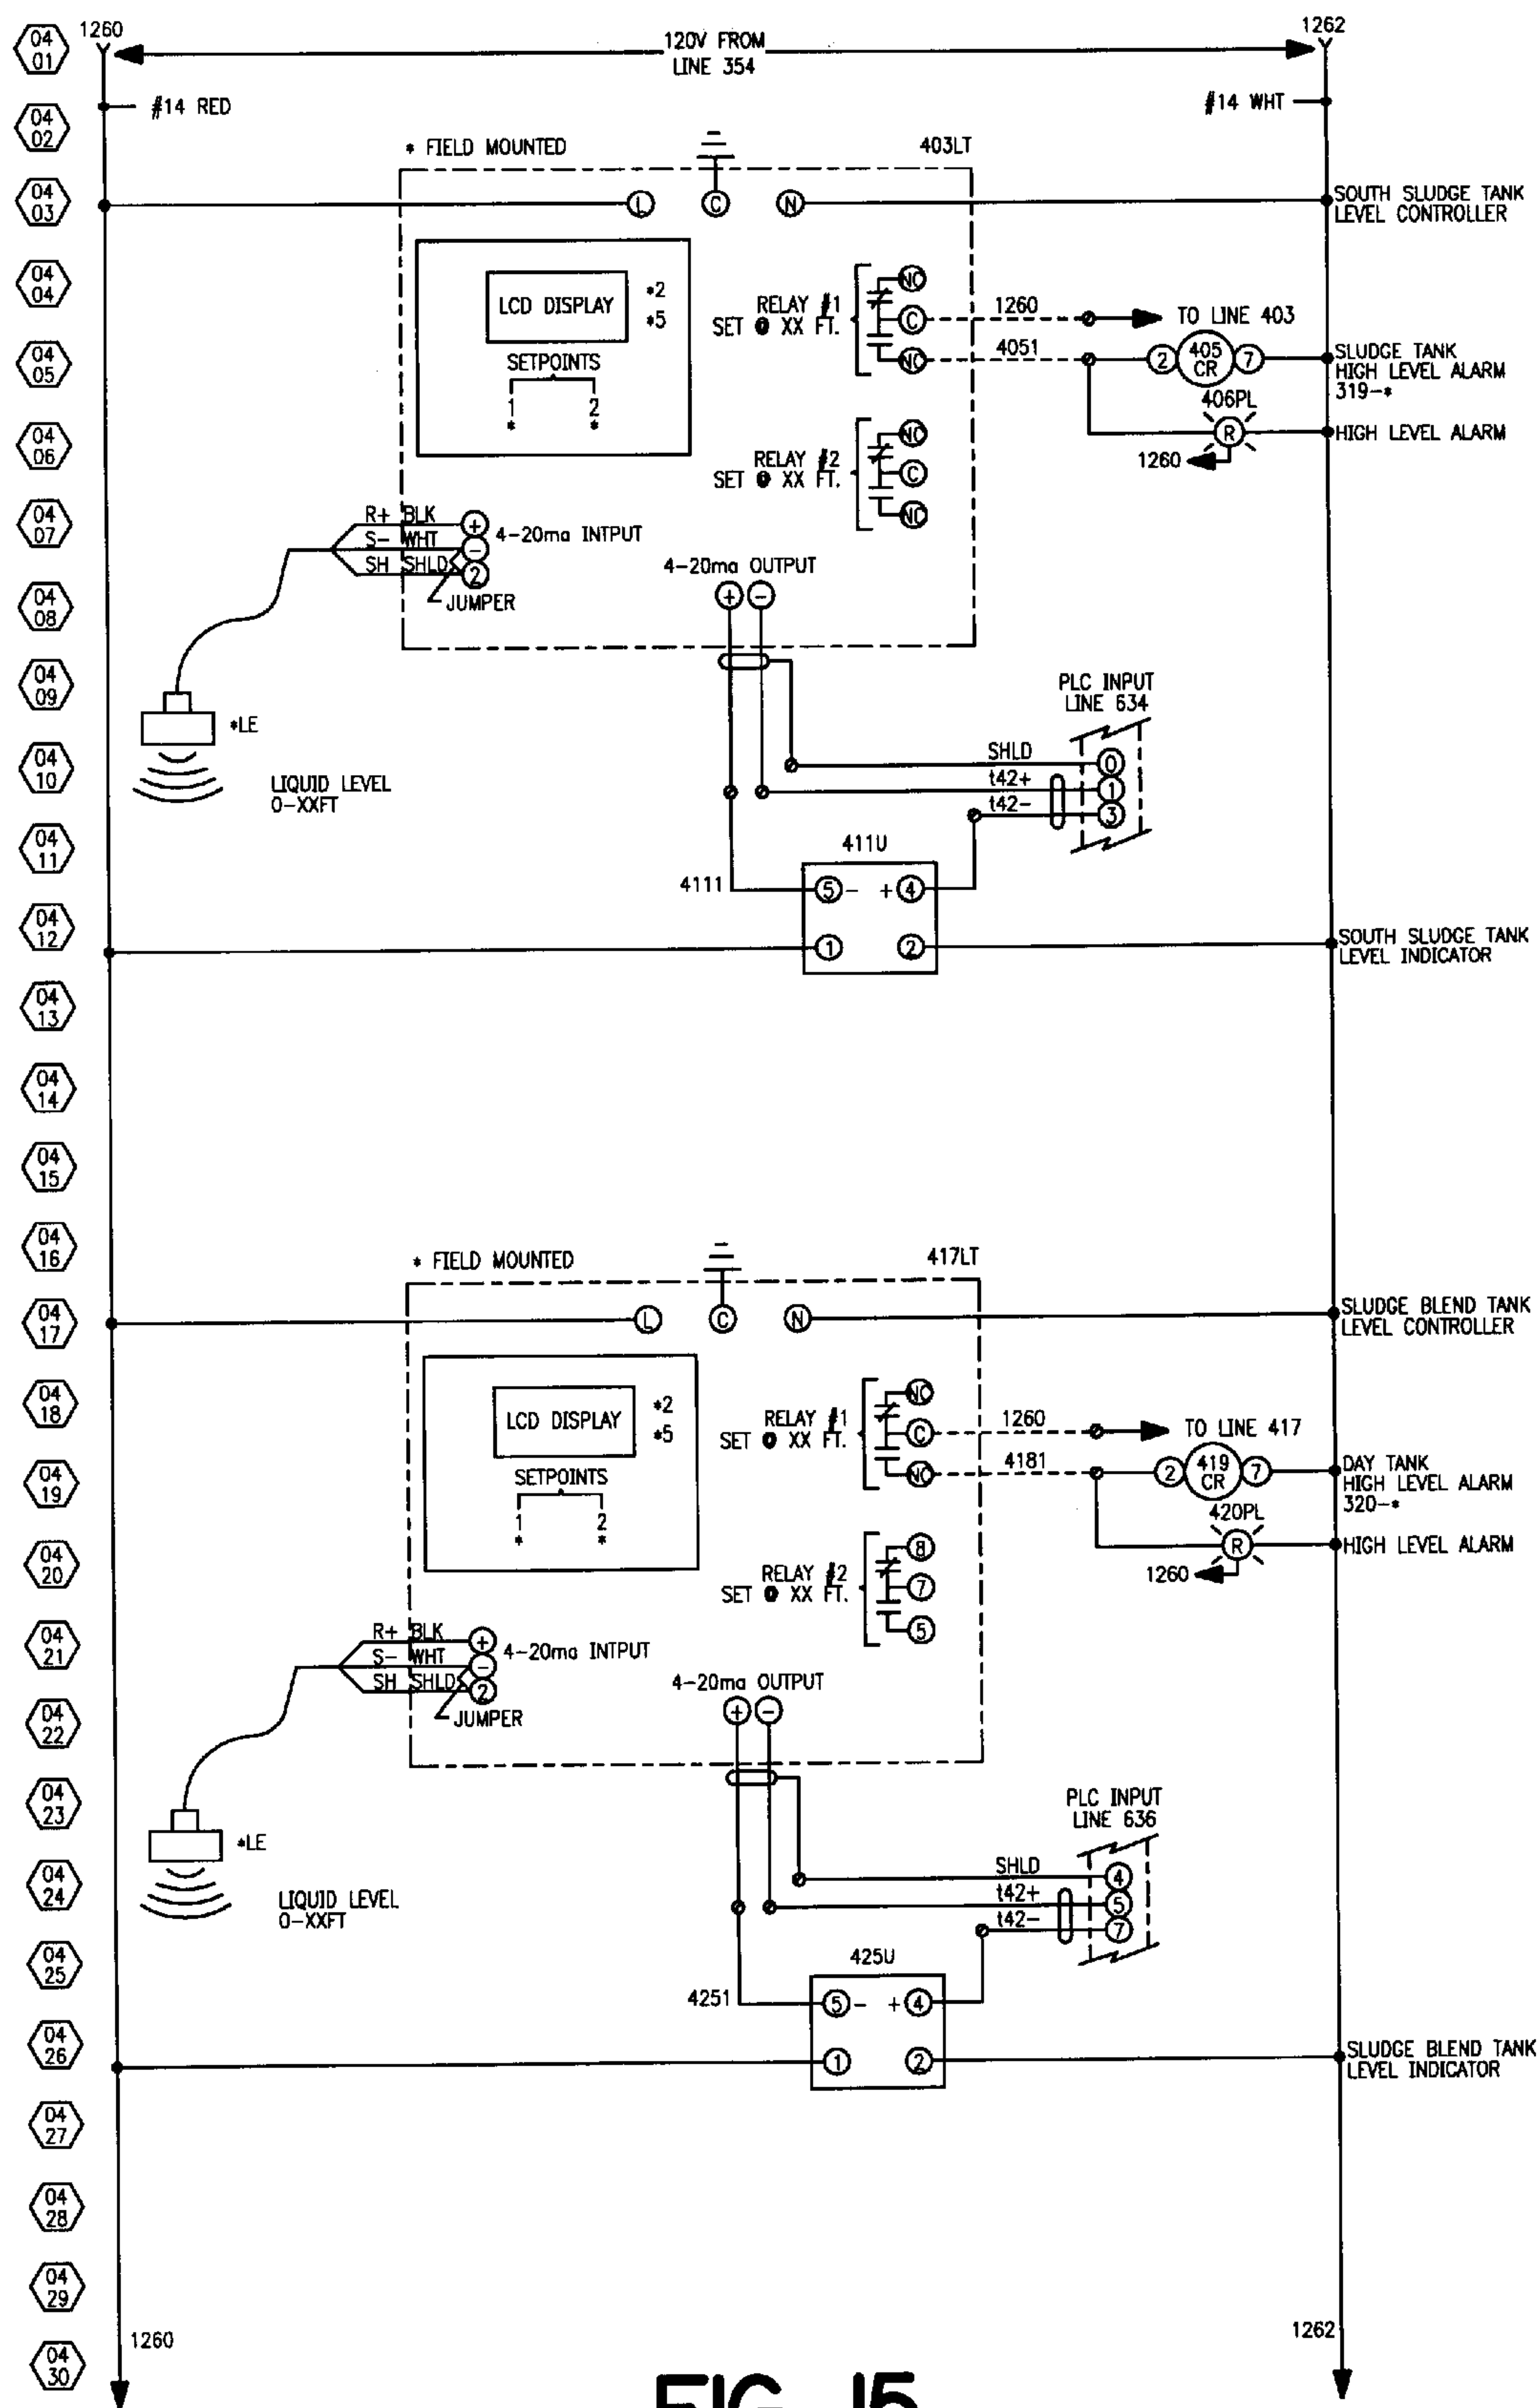 04 01
1260
120V FROM
LINE 354
1262
04 02
#14 RED
#14 WHT
* FIELD MOUNTED
403LT
04 03
L
C
N
SOUTH SLUDGE TANK
LEVEL CONTROLLER
04 04
LCD DISPLAY
*2
*5
RELAY #1
SET @ XX FT.
NC
C
NC
1260
TO LINE 403
04 05
SETPOINTS
1
*
2
*
4051
2
405
CR
7
SLUDGE TANK
HIGH LEVEL ALARM
319-*
406PL
04 06
RELAY #2
SET @ XX FT.
NC
C
NC
R
1260
HIGH LEVEL ALARM
04 07
R+ BLK
S- WHT
SH SHLD
+
-
2
4-20ma INTPUT
JUMPER
04 08
4-20ma OUTPUT
+
-
04 09
*LE
PLC INPUT
LINE 634
04 10
LIQUID LEVEL
0-XXFT
SHLD
0
t42+
1
t42-
3
04 11
411U
4111
5 -
+ 4
04 12
1
2
SOUTH SLUDGE TANK
LEVEL INDICATOR
04 13
04 14
04 15
04 16
* FIELD MOUNTED
417LT
04 17
L
C
N
SLUDGE BLEND TANK
LEVEL CONTROLLER
04 18
LCD DISPLAY
*2
*5
RELAY #1
SET @ XX FT.
NC
C
NC
1260
TO LINE 417
04 19
SETPOINTS
1
*
2
*
4181
2
419
CR
7
DAY TANK
HIGH LEVEL ALARM
320-*
420PL
04 20
RELAY #2
SET @ XX FT.
8
7
5
R
1260
HIGH LEVEL ALARM
04 21
R+ BLK
S- WHT
SH SHLD
+
-
2
4-20ma INTPUT
JUMPER
04 22
4-20ma OUTPUT
+
-
04 23
*LE
PLC INPUT
LINE 636
04 24
LIQUID LEVEL
0-XXFT
SHLD
4
t42+
5
t42-
7
04 25
425U
4251
5 -
+ 4
04 26
1
2
SLUDGE BLEND TANK
LEVEL INDICATOR
04 27
04 28
04 29
04 30
1260
1262
FIG. 15